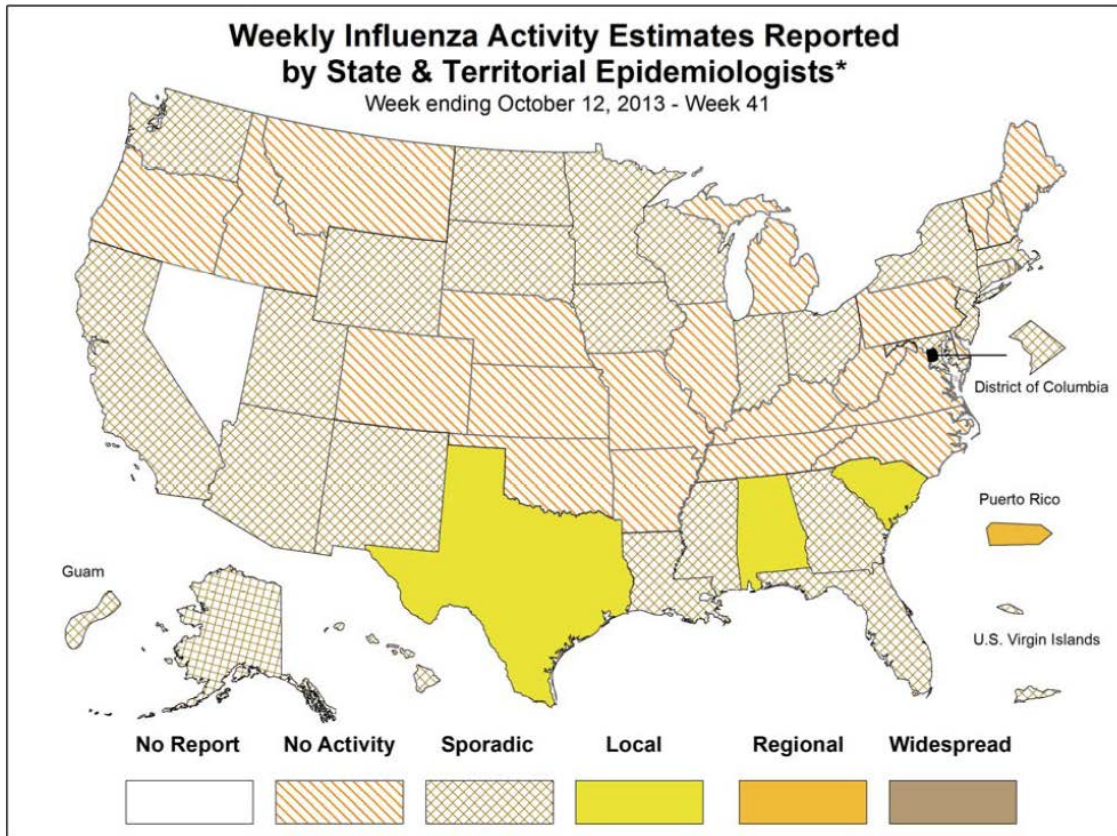 Weekly Influenza Activity Estimates Reported
by State & Territorial Epidemiologists*
Week ending October 12, 2013 - Week 41
District of Columbia
Puerto Rico
Guam
U.S. Virgin Islands
No Report No Activity Sporadic Local Regional Widespread